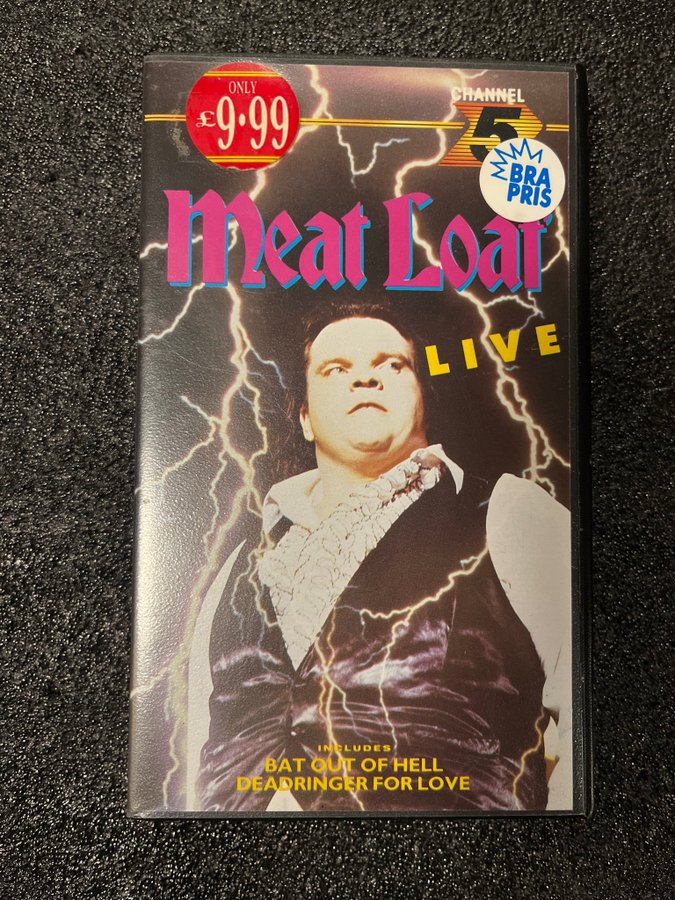 ONLY
£9·99
CHANNEL
5
BRA
PRIS
Meat Loaf
LIVE
INCLUDES
BAT OUT OF HELL
DEADRINGER FOR LOVE